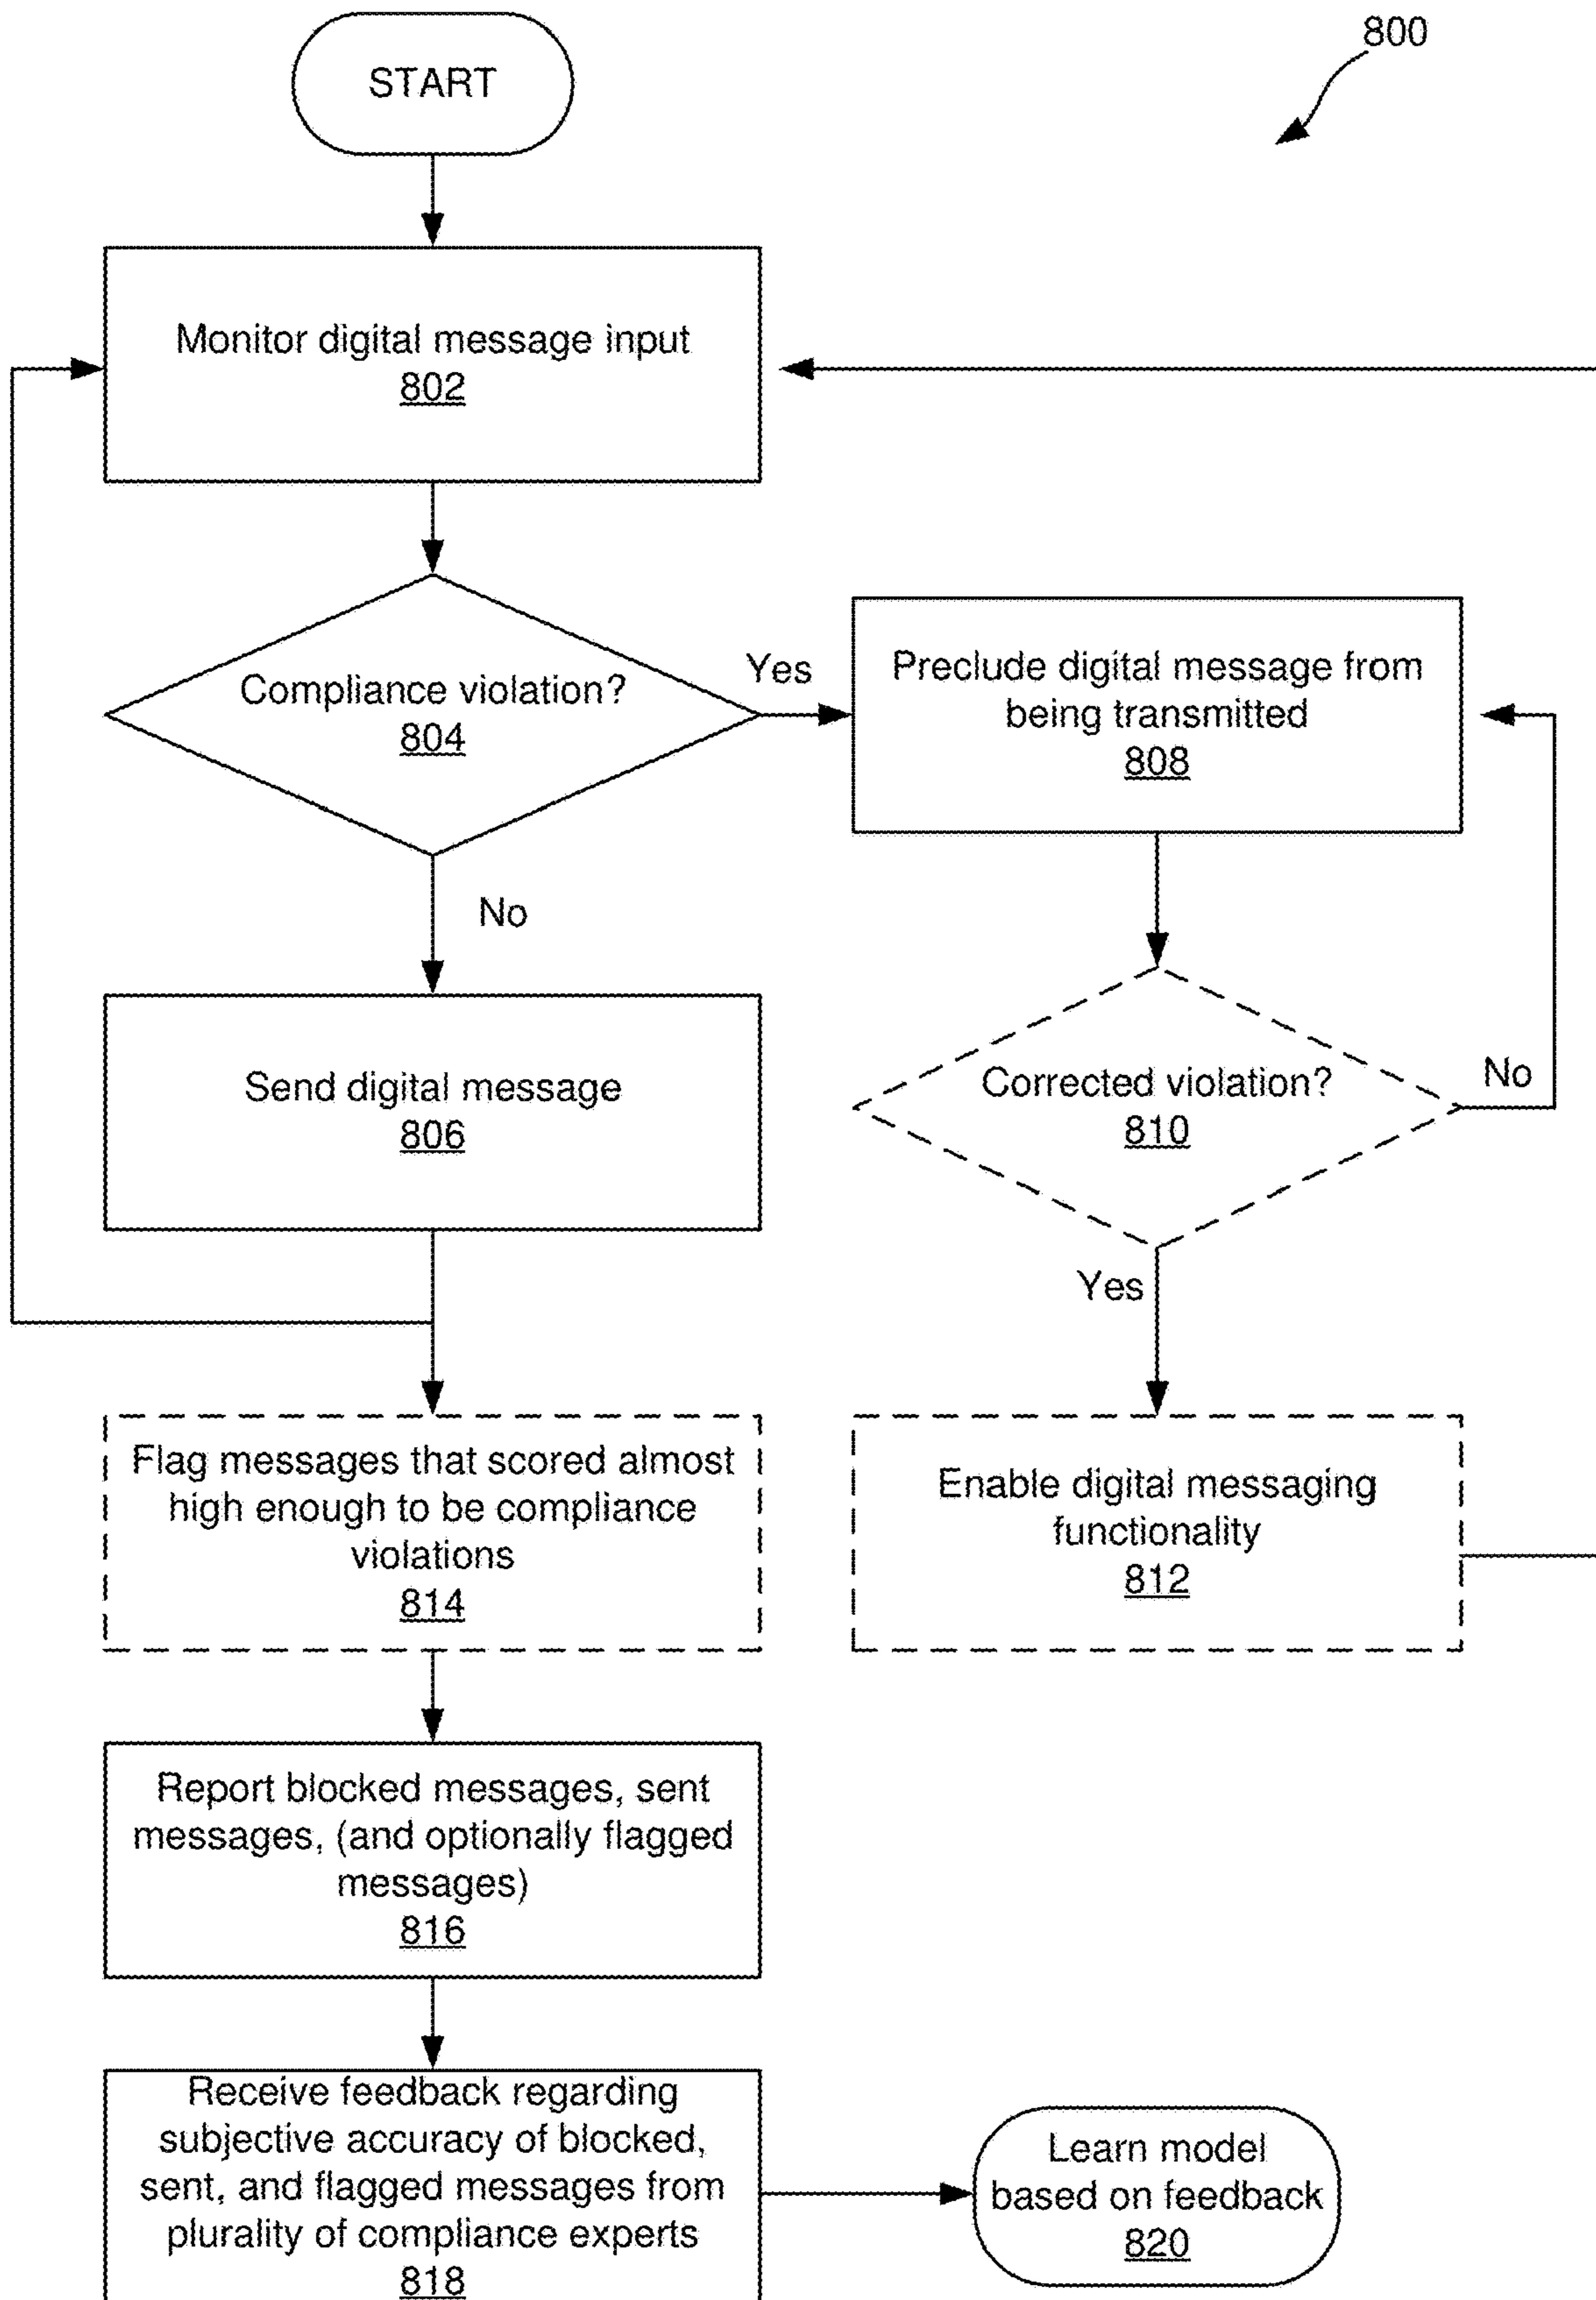 START
800
Monitor digital message input
802
Compliance violation?
804
Yes
Preclude digital message from
being transmitted
808
No
Send digital message
806
Corrected violation?
810
No
Yes
Flag messages that scored almost
high enough to be compliance
violations
814
Enable digital messaging
functionality
812
Report blocked messages, sent
messages, (and optionally flagged
messages)
816
Receive feedback regarding
subjective accuracy of blocked,
sent, and flagged messages from
plurality of compliance experts
818
Learn model
based on feedback
820